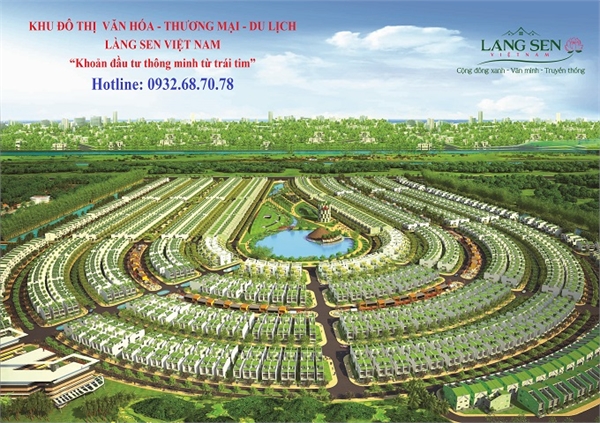 KHU ĐÔ THỊ VĂN HÓA - THƯƠNG MẠI - DU LỊCH
LÀNG SEN VIỆT NAM
“Khoản đầu tư thông minh từ trái tim”
Hotline: 0932.68.70.78
LANG SEN
VIỆTNAM
Cộng đồng xanh - Văn minh - Truyền thống